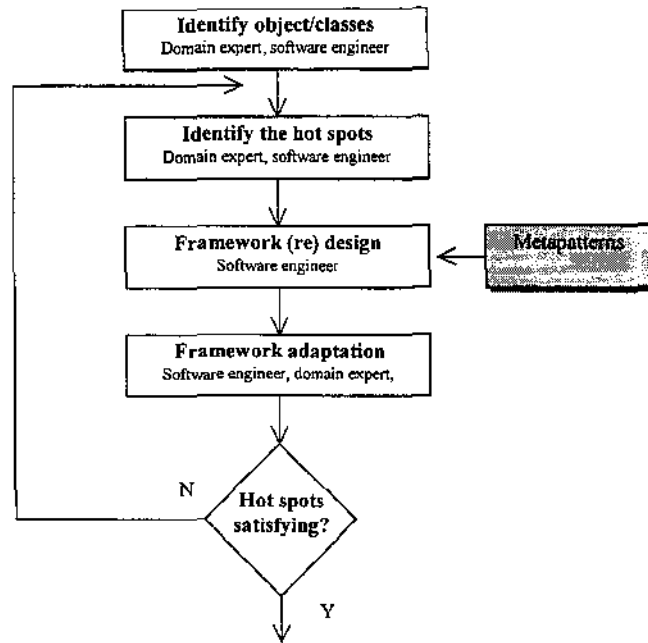 Identify object/classes
Domain expert, software engineer
Identify the hot spots
Domain expert, software engineer
Framework (re) design
Software engineer
Metapatterns
Framework adaptation
Software engineer, domain expert,
N
Hot spots
satisfying?
Y